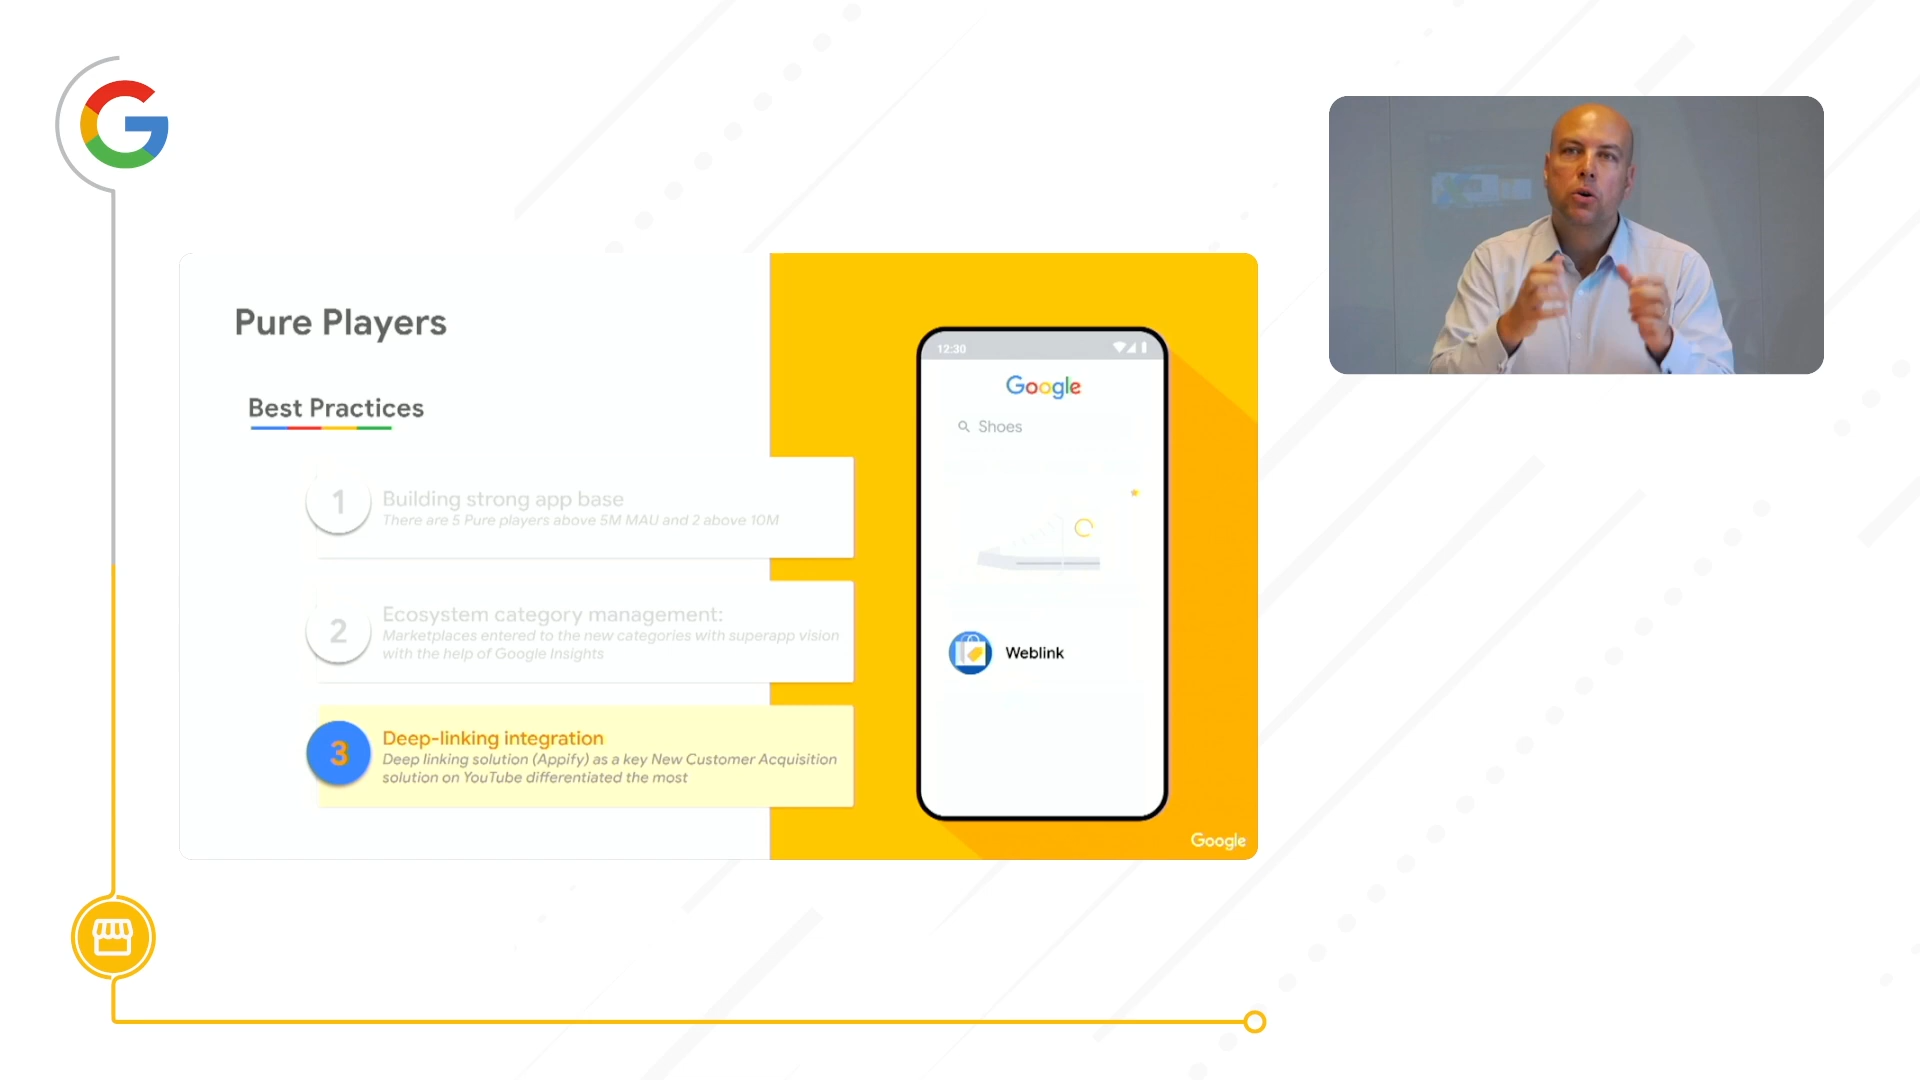 Pure Players
Best Practices
1
Building strong app base
There are 5 Pure players above 5M MAU and 2 above 10M
2
Ecosystem category management:
Marketplaces entered to the new categories with superapp vision
with the help of Google Insights
3
Deep-linking integration
Deep linking solution (Appify) as a key New Customer Acquisition
solution on YouTube differentiated the most
12:30
Google
Shoes
Weblink
Google